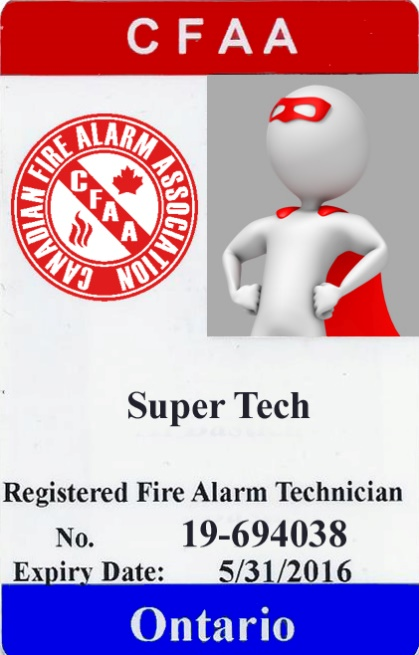 CFAA
CANADIAN FIRE ALARM ASSOCIATION
CFAA
Super Tech
Registered Fire Alarm Technician
No. 19-694038
Expiry Date: 5/31/2016
Ontario